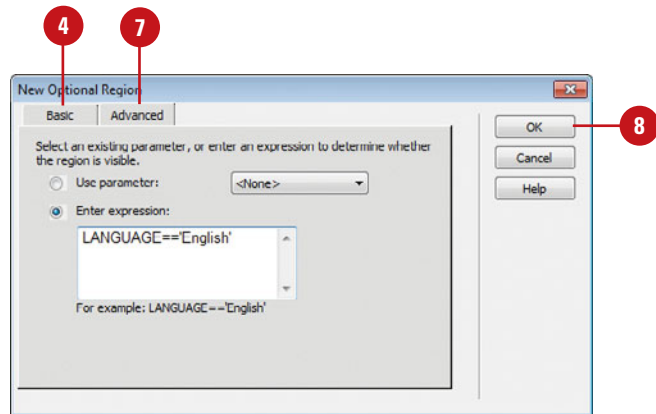 4
7
New Optional Region
Basic
Advanced
OK
8
Select an existing parameter, or enter an expression to determine whether
the region is visible.
Cancel
Use parameter:
<None>
Help
Enter expression:
LANGUAGE=='English'
For example: LANGUAGE=='English'